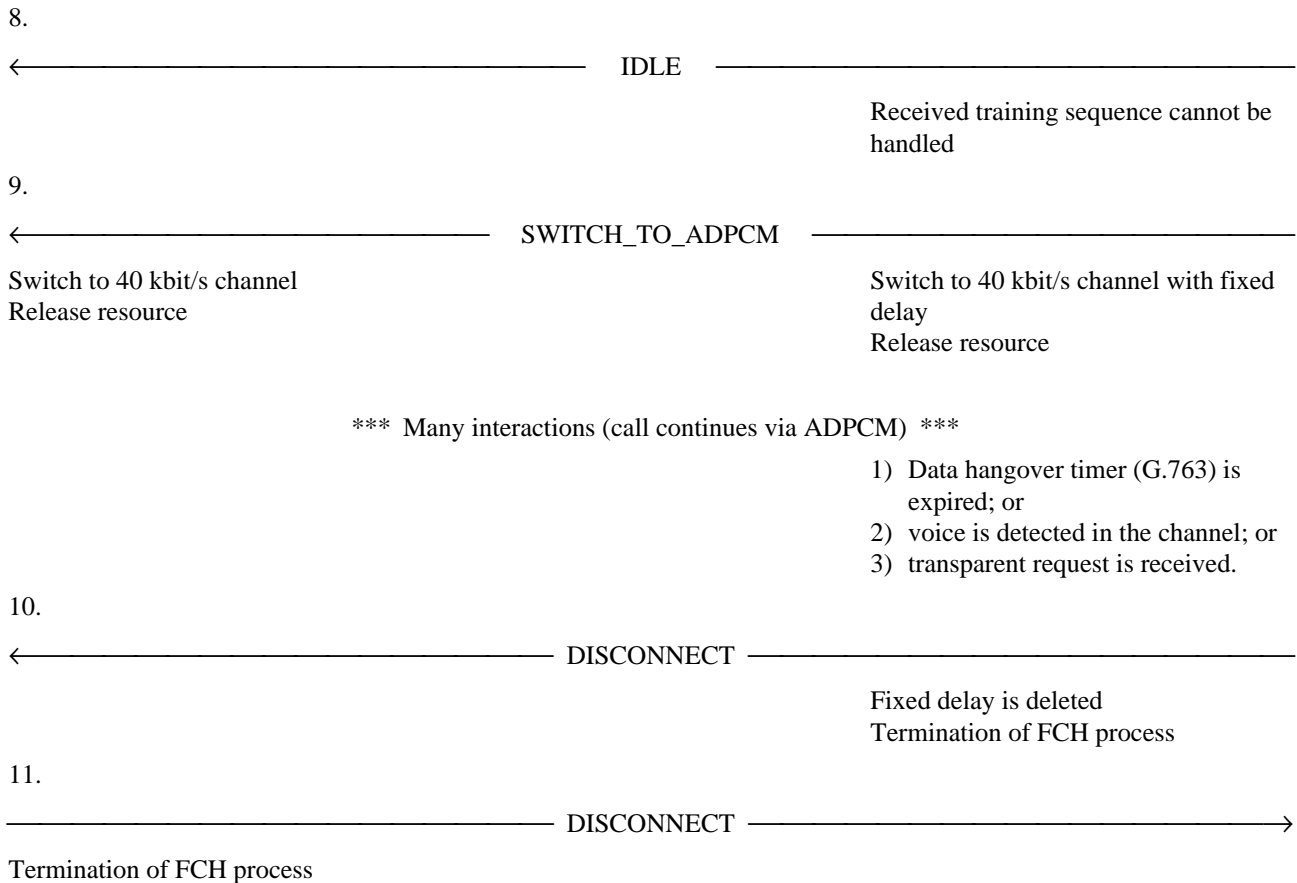 8.
← IDLE
Received training sequence cannot be
handled
9.
← SWITCH_TO_ADPCM
Switch to 40 kbit/s channel
Release resource
Switch to 40 kbit/s channel with fixed
delay
Release resource
*** Many interactions (call continues via ADPCM) ***
1) Data hangover timer (G.763) is
expired; or
2) voice is detected in the channel; or
3) transparent request is received.
10.
← DISCONNECT
Fixed delay is deleted
Termination of FCH process
11.
DISCONNECT →
Termination of FCH process